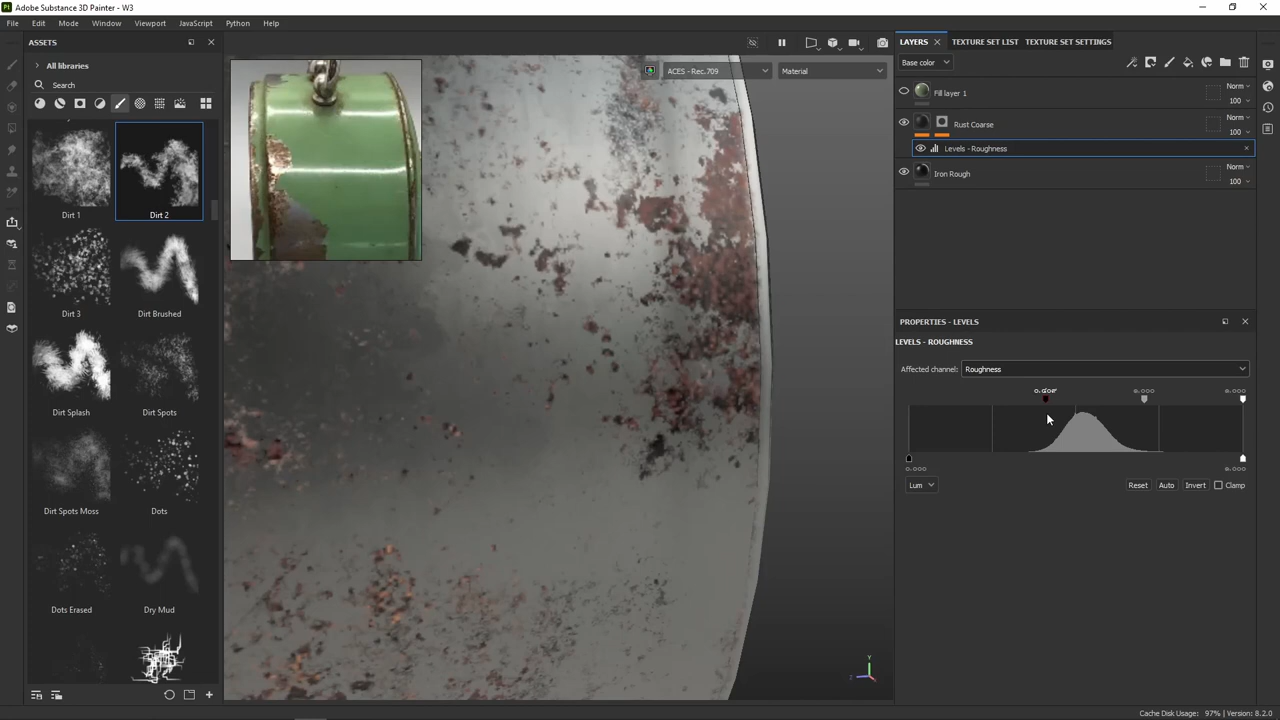 Adobe Substance 3D Painter - W3
File Edit Mode Window Viewport JavaScript Python Help
ASSETS
All libraries
Search
Dirt 1
Dirt 2
Dirt 3
Dirt Brushed
Dirt Splash
Dirt Spots
Dirt Spots Moss
Dots
Dots Erased
Dry Mud
ACES - Rec.709
Material
Y
LAYERS
TEXTURE SET LIST
TEXTURE SET SETTINGS
Base color
Fill layer 1
Norm
100
Rust Coarse
Norm
100
Levels - Roughness
Iron Rough
Norm
100
PROPERTIES - LEVELS
LEVELS - ROUGHNESS
Affected channel: Roughness
Lum
Reset Auto Invert Clamp
Cache Disk Usage: 97% | Version: 8.2.0